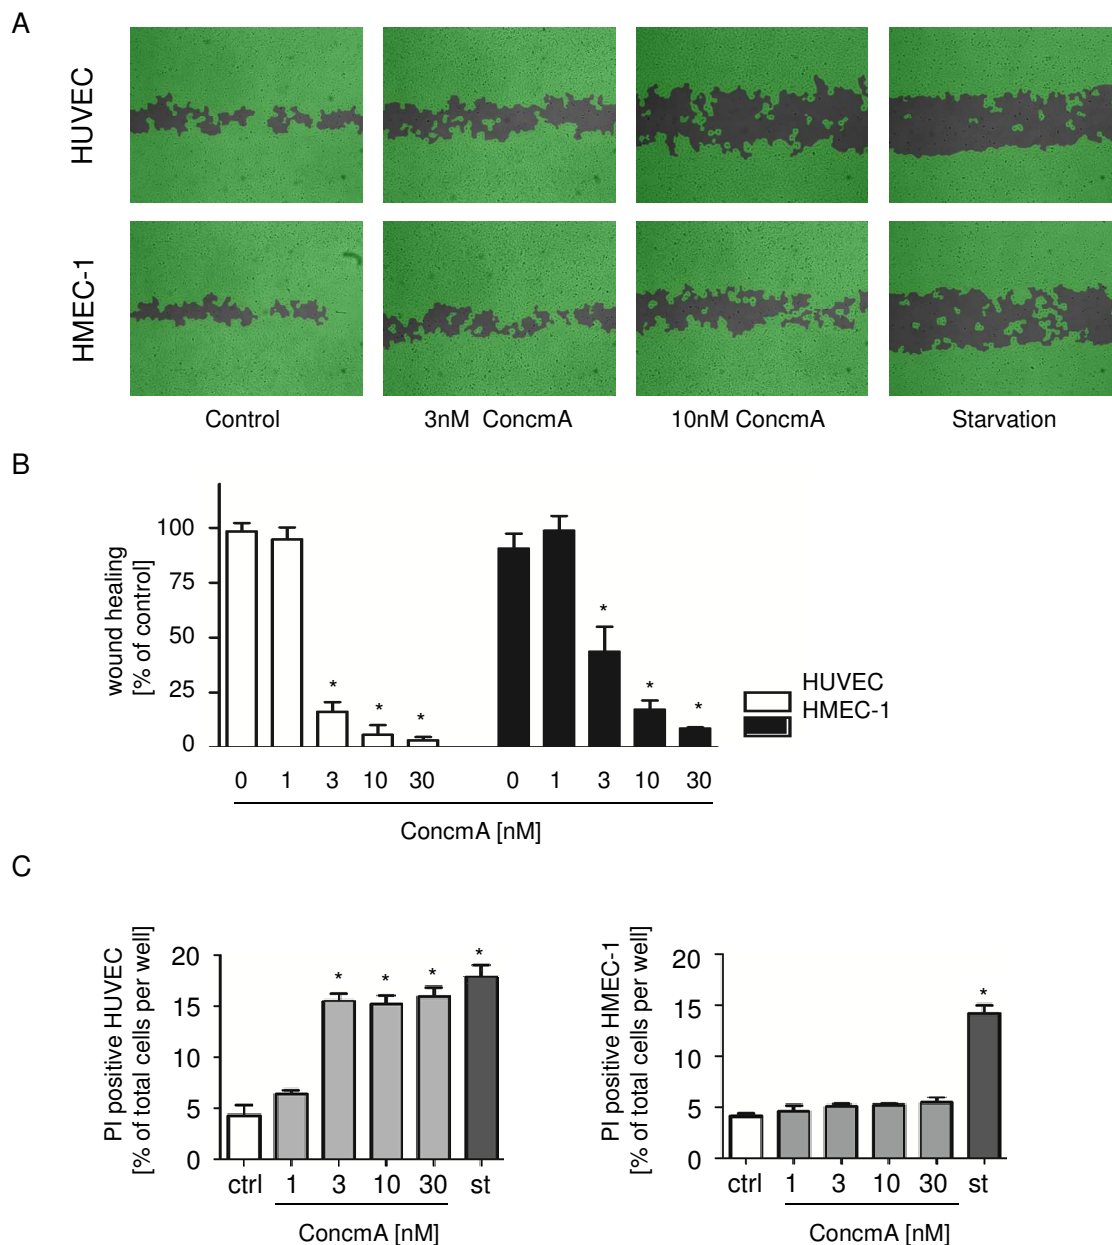 A
HUVEC
HMEC-1
Control
3nM ConcmA
10nM ConcmA
Starvation
B
wound healing
[% of control]
100
75
50
25
0
*
*
*
*
*
*
0 1 3 10 30
0 1 3 10 30
ConcmA [nM]
HUVEC
HMEC-1
C
PI positive HUVEC
[% of total cells per well]
20
15
10
5
0
*
*
*
*
ctrl 1 3 10 30 st
ConcmA [nM]
PI positive HMEC-1
[% of total cells per well]
20
15
10
5
0
*
ctrl 1 3 10 30 st
ConcmA [nM]